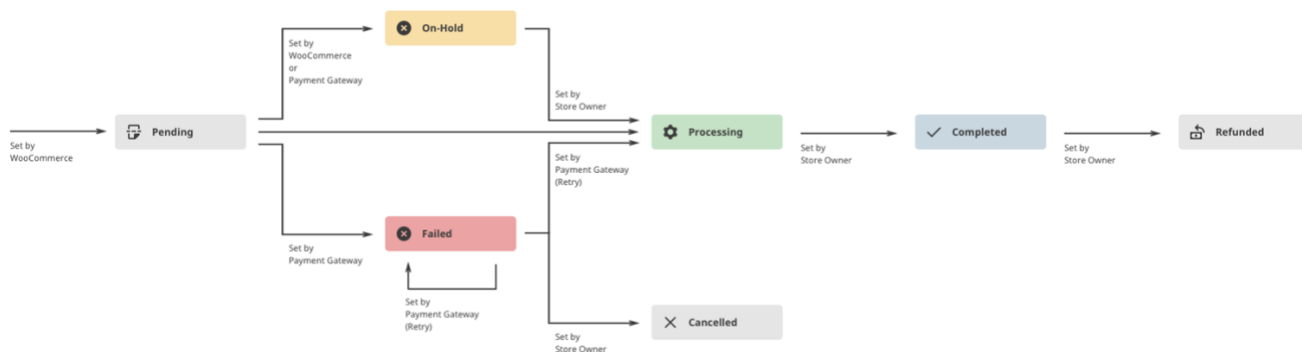 On-Hold
Set by
WooCommerce
or
Payment Gateway
Set by
Store Owner
Pending
Processing
Completed
Refunded
Set by
WooCommerce
Set by
Store Owner
Set by
Store Owner
Set by
Payment Gateway
(Retry)
Failed
Set by
Payment Gateway
Set by
Payment Gateway
(Retry)
Cancelled
Set by
Store Owner